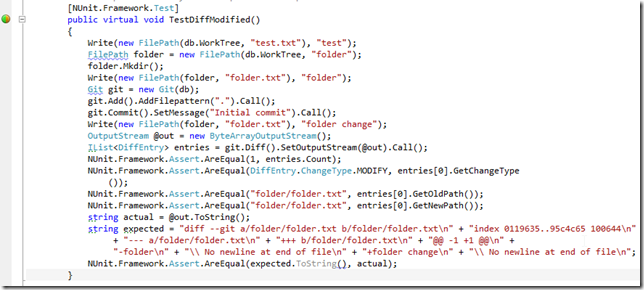 [NUnit.Framework.Test]
public virtual void TestDiffModified()
{
Write(new FilePath(db.WorkTree, "test.txt"), "test");
FilePath folder = new FilePath(db.WorkTree, "folder");
folder.Mkdir();
Write(new FilePath(folder, "folder.txt"), "folder");
Git git = new Git(db);
git.Add().AddFilepattern(".").Call();
git.Commit().SetMessage("Initial commit").Call();
Write(new FilePath(folder, "folder.txt"), "folder change");
OutputStream @out = new ByteArrayOutputStream();
IList<DiffEntry> entries = git.Diff().SetOutputStream(@out).Call();
NUnit.Framework.Assert.AreEqual(1, entries.Count);
NUnit.Framework.Assert.AreEqual(DiffEntry.ChangeType.MODIFY, entries[0].GetChangeType
());
NUnit.Framework.Assert.AreEqual("folder/folder.txt", entries[0].GetOldPath());
NUnit.Framework.Assert.AreEqual("folder/folder.txt", entries[0].GetNewPath());
string actual = @out.ToString();
string expected = "diff --git a/folder/folder.txt b/folder/folder.txt\n" + "index 0119635..95c4c65 100644\n"
+ "--- a/folder/folder.txt\n" + "+++ b/folder/folder.txt\n" + "@@ -1 +1 @@\n" +
"-folder\n" + "\\ No newline at end of file\n" + "+folder change\n" + "\\ No newline at end of file\n";
NUnit.Framework.Assert.AreEqual(expected.ToString(), actual);
}